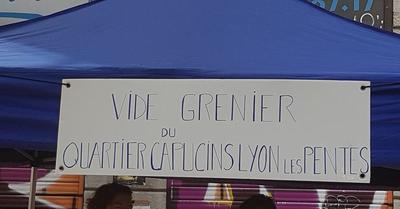 VIDE GRENIER
DU
QUARTIER CAPUCINS LYON LES PENTES